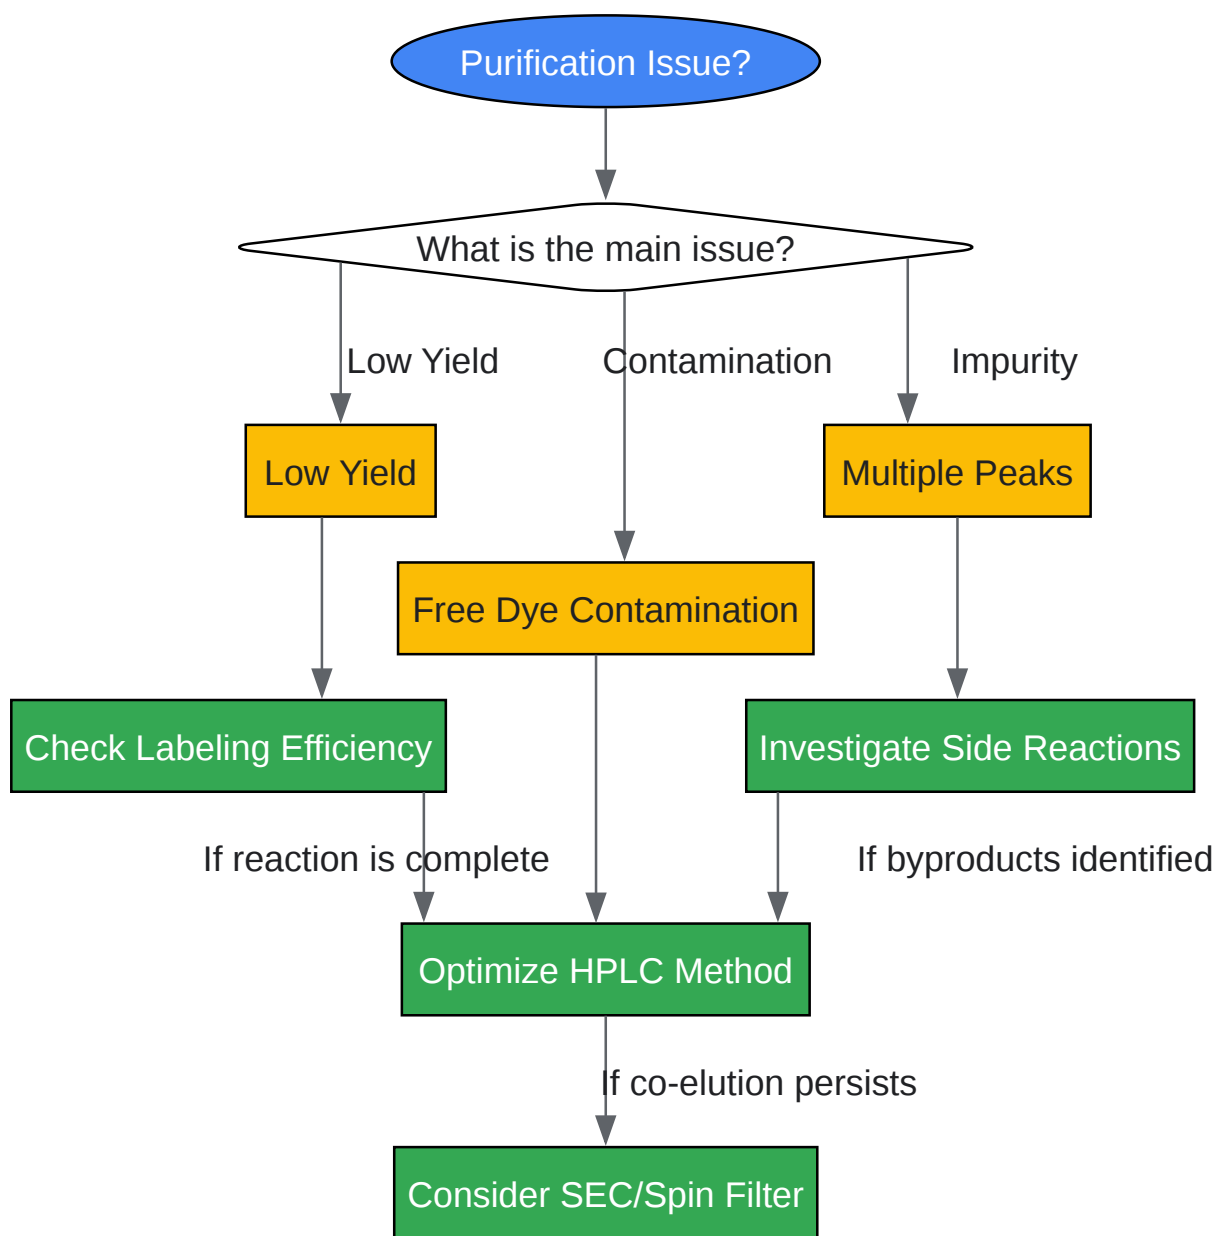 Purification Issue?
What is the main issue?
Low Yield
Contamination
Impurity
Low Yield
Multiple Peaks
Free Dye Contamination
Check Labeling Efficiency
Investigate Side Reactions
If reaction is complete
If byproducts identified
Optimize HPLC Method
If co-elution persists
Consider SEC/Spin Filter